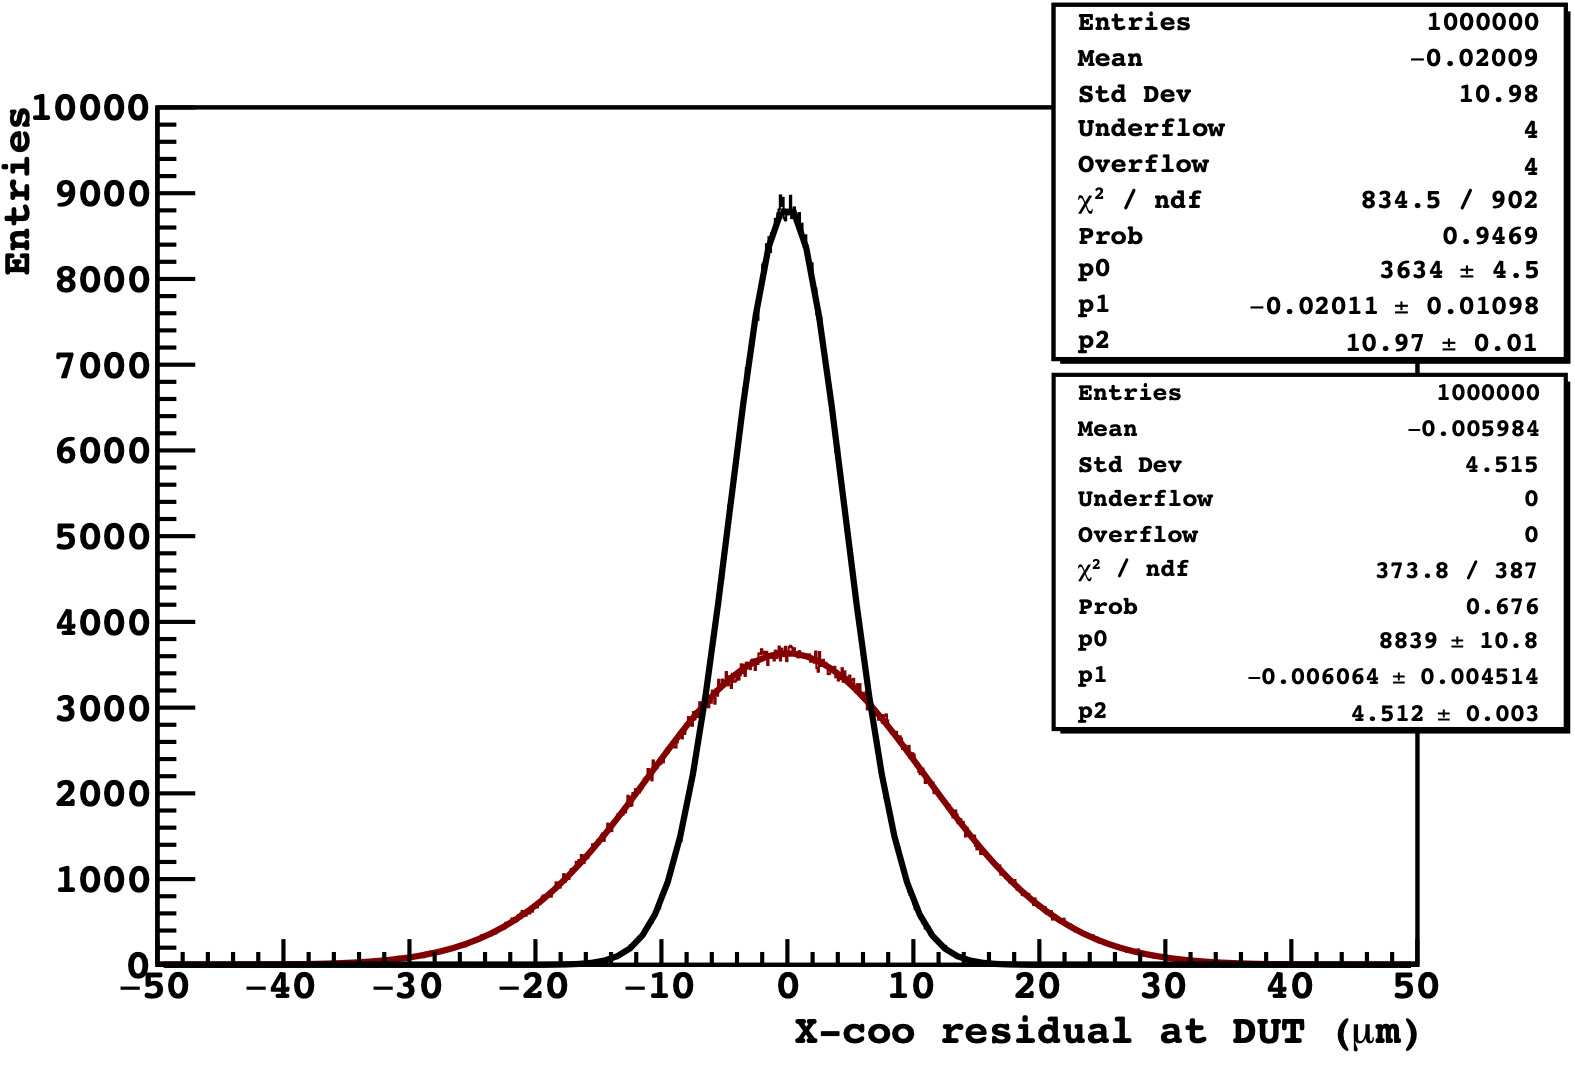 Entries 1000000
Mean −0.02009
Std Dev 10.98
Underflow 4
Overflow 4
χ² / ndf 834.5 / 902
Prob 0.9469
p0 3634 ± 4.5
p1 −0.02011 ± 0.01098
p2 10.97 ± 0.01
Entries 1000000
Mean −0.005984
Std Dev 4.515
Underflow 0
Overflow 0
χ² / ndf 373.8 / 387
Prob 0.676
p0 8839 ± 10.8
p1 −0.006064 ± 0.004514
p2 4.512 ± 0.003
Entries
10000
9000
8000
7000
6000
5000
4000
3000
2000
1000
0
−50 −40 −30 −20 −10 0 10 20 30 40 50
X-coo residual at DUT (μm)